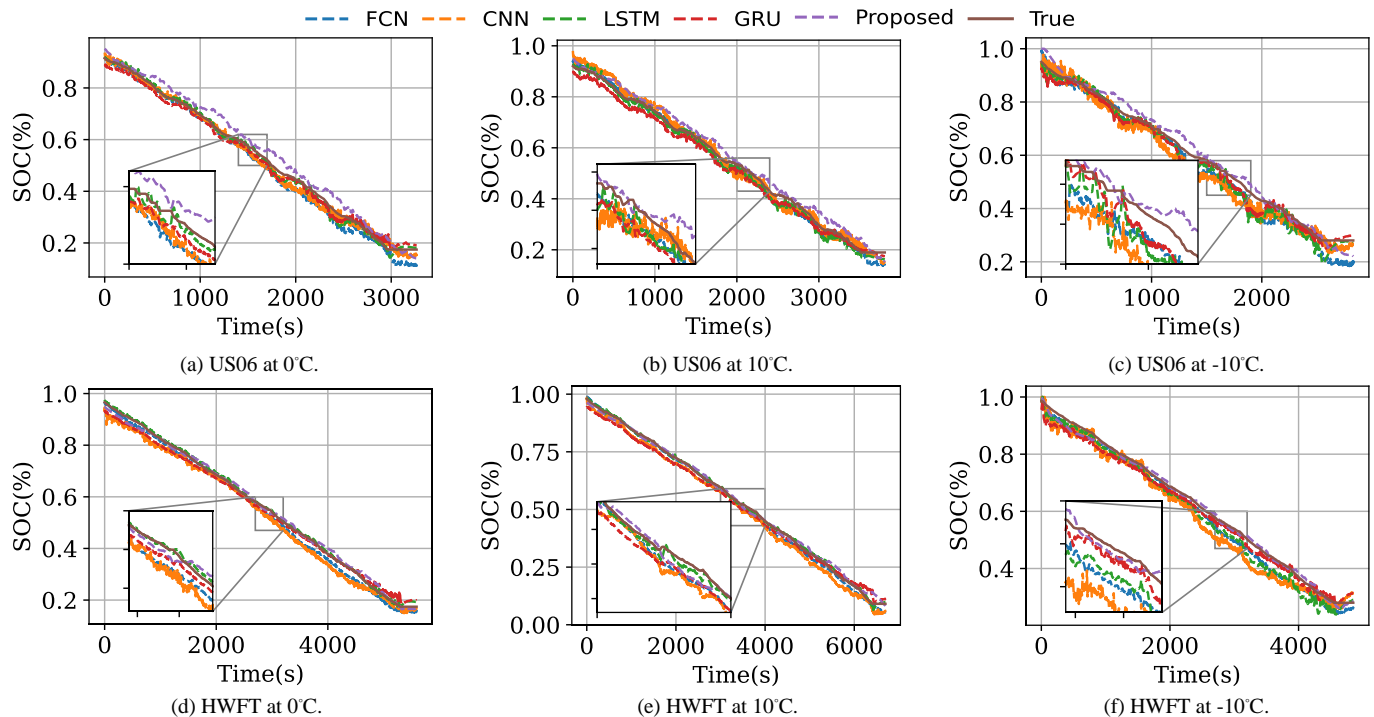 FCN CNN LSTM GRU Proposed True
SOC(%)
0.8
0.6
0.4
0.2
0 1000 2000 3000
Time(s)
(a) US06 at 0°C.
SOC(%)
1.0
0.8
0.6
0.4
0.2
0 1000 2000 3000
Time(s)
(b) US06 at 10°C.
SOC(%)
1.0
0.8
0.6
0.4
0.2
0 1000 2000
Time(s)
(c) US06 at -10°C.
SOC(%)
1.0
0.8
0.6
0.4
0.2
0 2000 4000
Time(s)
(d) HWFT at 0°C.
SOC(%)
1.00
0.75
0.50
0.25
0.00
0 2000 4000 6000
Time(s)
(e) HWFT at 10°C.
SOC(%)
1.0
0.8
0.6
0.4
0 2000 4000
Time(s)
(f) HWFT at -10°C.